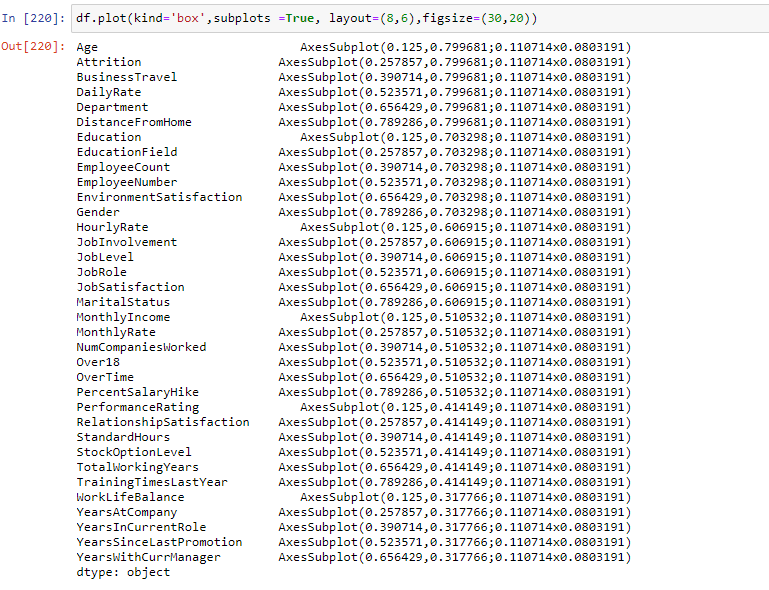 In [220]: df.plot(kind='box',subplots =True, layout=(8,6),figsize=(30,20))
Out[220]: Age AxesSubplot(0.125,0.799681;0.110714x0.0803191)
Attrition AxesSubplot(0.257857,0.799681;0.110714x0.0803191)
BusinessTravel AxesSubplot(0.390714,0.799681;0.110714x0.0803191)
DailyRate AxesSubplot(0.523571,0.799681;0.110714x0.0803191)
Department AxesSubplot(0.656429,0.799681;0.110714x0.0803191)
DistanceFromHome AxesSubplot(0.789286,0.799681;0.110714x0.0803191)
Education AxesSubplot(0.125,0.703298;0.110714x0.0803191)
EducationField AxesSubplot(0.257857,0.703298;0.110714x0.0803191)
EmployeeCount AxesSubplot(0.390714,0.703298;0.110714x0.0803191)
EmployeeNumber AxesSubplot(0.523571,0.703298;0.110714x0.0803191)
EnvironmentSatisfaction AxesSubplot(0.656429,0.703298;0.110714x0.0803191)
Gender AxesSubplot(0.789286,0.703298;0.110714x0.0803191)
HourlyRate AxesSubplot(0.125,0.606915;0.110714x0.0803191)
JobInvolvement AxesSubplot(0.257857,0.606915;0.110714x0.0803191)
JobLevel AxesSubplot(0.390714,0.606915;0.110714x0.0803191)
JobRole AxesSubplot(0.523571,0.606915;0.110714x0.0803191)
JobSatisfaction AxesSubplot(0.656429,0.606915;0.110714x0.0803191)
MaritalStatus AxesSubplot(0.789286,0.606915;0.110714x0.0803191)
MonthlyIncome AxesSubplot(0.125,0.510532;0.110714x0.0803191)
MonthlyRate AxesSubplot(0.257857,0.510532;0.110714x0.0803191)
NumCompaniesWorked AxesSubplot(0.390714,0.510532;0.110714x0.0803191)
Over18 AxesSubplot(0.523571,0.510532;0.110714x0.0803191)
OverTime AxesSubplot(0.656429,0.510532;0.110714x0.0803191)
PercentSalaryHike AxesSubplot(0.789286,0.510532;0.110714x0.0803191)
PerformanceRating AxesSubplot(0.125,0.414149;0.110714x0.0803191)
RelationshipSatisfaction AxesSubplot(0.257857,0.414149;0.110714x0.0803191)
StandardHours AxesSubplot(0.390714,0.414149;0.110714x0.0803191)
StockOptionLevel AxesSubplot(0.523571,0.414149;0.110714x0.0803191)
TotalWorkingYears AxesSubplot(0.656429,0.414149;0.110714x0.0803191)
TrainingTimesLastYear AxesSubplot(0.789286,0.414149;0.110714x0.0803191)
WorkLifeBalance AxesSubplot(0.125,0.317766;0.110714x0.0803191)
YearsAtCompany AxesSubplot(0.257857,0.317766;0.110714x0.0803191)
YearsInCurrentRole AxesSubplot(0.390714,0.317766;0.110714x0.0803191)
YearsSinceLastPromotion AxesSubplot(0.523571,0.317766;0.110714x0.0803191)
YearsWithCurrManager AxesSubplot(0.656429,0.317766;0.110714x0.0803191)
dtype: object